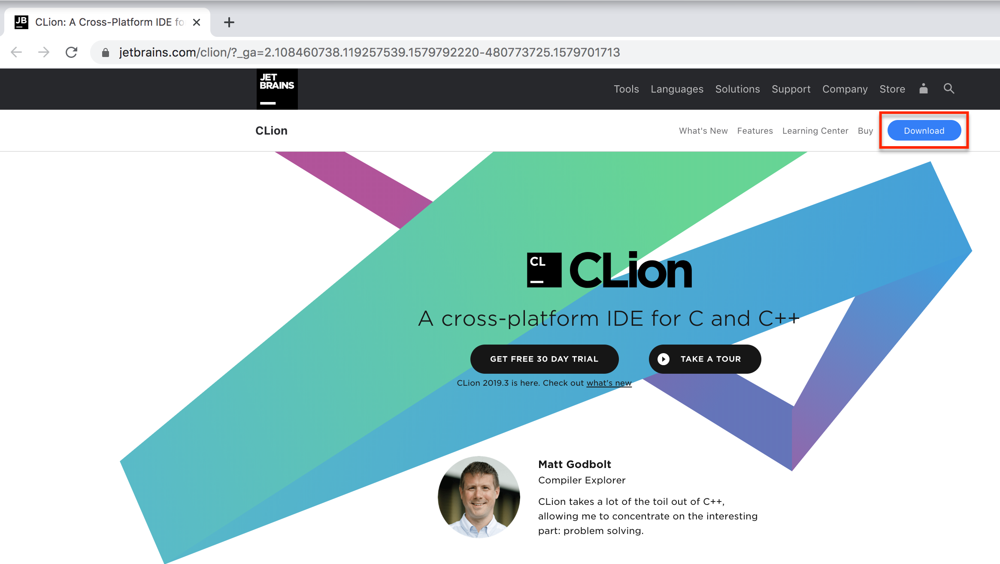 JB
CLion: A Cross-Platform IDE fo
jetbrains.com/clion/?_ga=2.108460738.119257539.1579792220-480773725.1579701713
JET
BRAINS
Tools Languages Solutions Support Company Store
CLion
What's New Features Learning Center Buy Download
CL
CLion
A cross-platform IDE for C and C++
GET FREE 30 DAY TRIAL
TAKE A TOUR
CLion 2019.3 is here. Check out what's new
Matt Godbolt
Compiler Explorer
CLion takes a lot of the toil out of C++,
allowing me to concentrate on the interesting
part: problem solving.